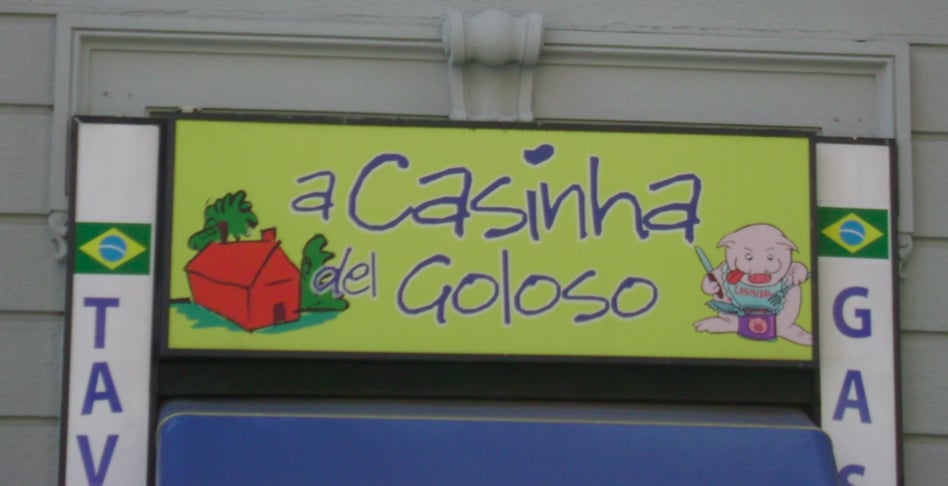 a Casinha
del Goloso
TAV
GAS